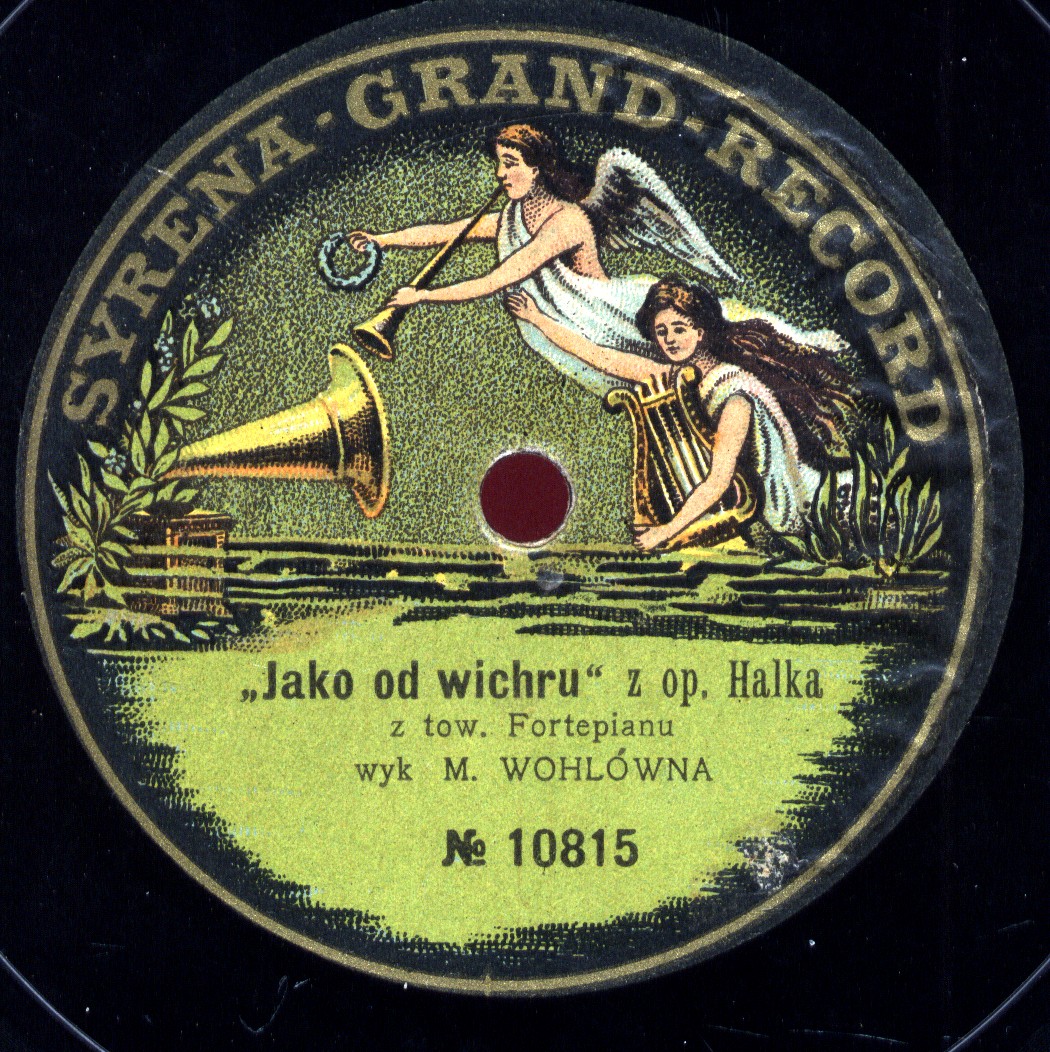 SYRENA·GRAND·RECORD
„Jako od wichru“ z op. Halka
z tow. Fortepianu
wyk M. WOHLÓWNA
№ 10815